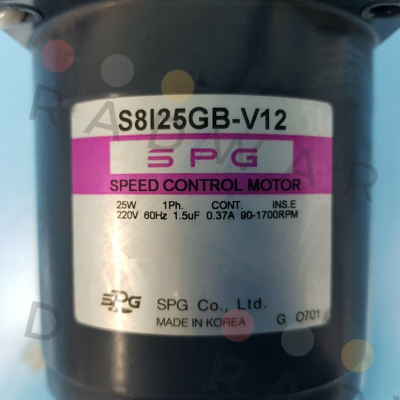 S8I25GB-V12
SPG
SPEED CONTROL MOTOR
25W 1Ph. CONT. INS.E
220V 60Hz 1.5uF 0.37A 90-1700RPM
SPG SPG Co., Ltd.
MADE IN KOREA G O701